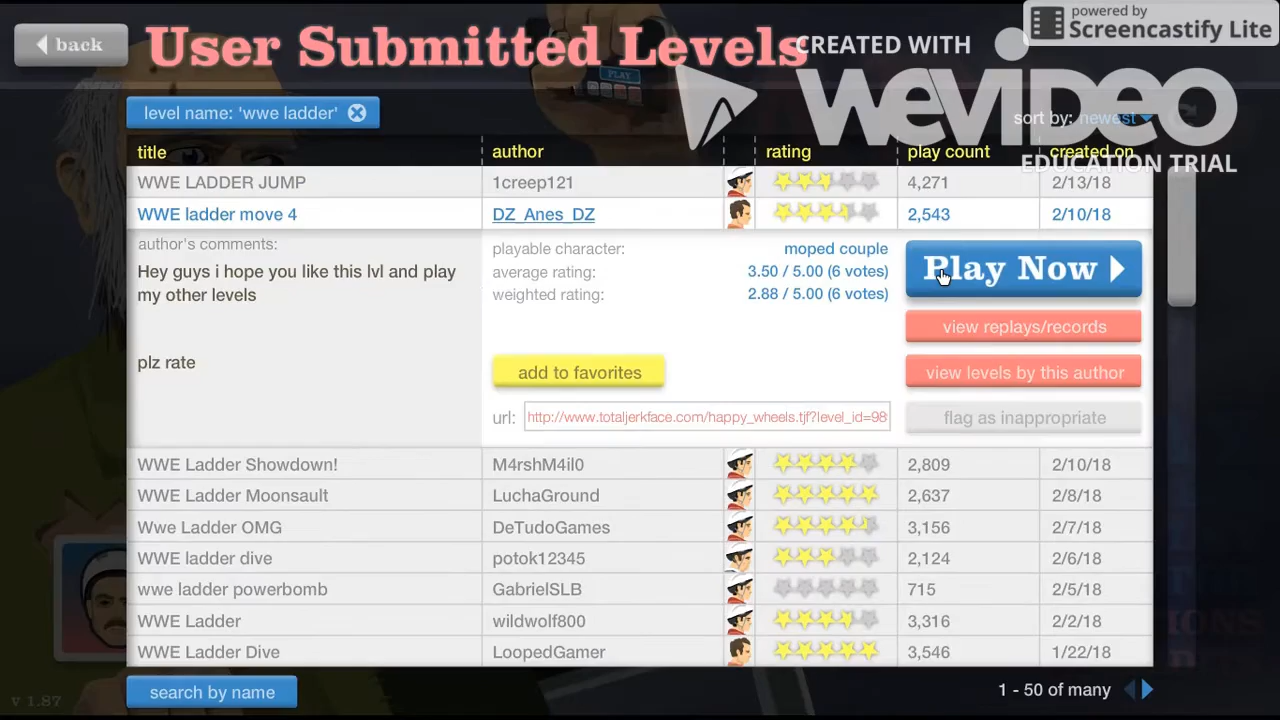 back
User Submitted Levels
powered by
Screencastify Lite
CREATED WITH
WEVIDEO
EDUCATION TRIAL
PLAY
level name: 'wwe ladder'
sort by: newest
title author rating play count created on
WWE LADDER JUMP 1creep121 4,271 2/13/18
WWE ladder move 4 DZ_Anes_DZ 2,543 2/10/18
author's comments:
Hey guys i hope you like this lvl and play
my other levels
plz rate
playable character: moped couple
average rating: 3.50 / 5.00 (6 votes)
weighted rating: 2.88 / 5.00 (6 votes)
add to favorites
url: http://www.totaljerkface.com/happy_wheels.tjf?level_id=98
Play Now
view replays/records
view levels by this author
flag as inappropriate
WWE Ladder Showdown! M4rshM4il0 2,809 2/10/18
WWE Ladder Moonsault LuchaGround 2,637 2/8/18
Wwe Ladder OMG DeTudoGames 3,156 2/7/18
WWE ladder dive potok12345 2,124 2/6/18
wwe ladder powerbomb GabrielSLB 715 2/5/18
WWE Ladder wildwolf800 3,316 2/2/18
WWE Ladder Dive LoopedGamer 3,546 1/22/18
search by name
1 - 50 of many
v 1.87